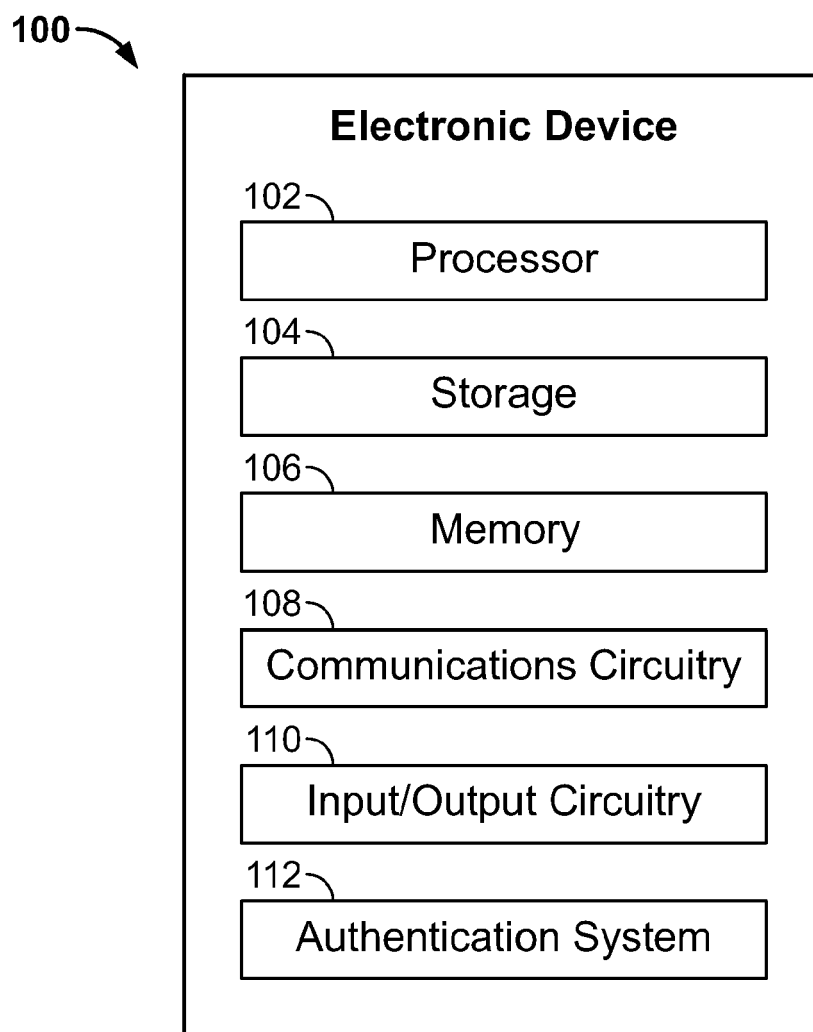 100
Electronic Device
102
Processor
104
Storage
106
Memory
108
Communications Circuitry
110
Input/Output Circuitry
112
Authentication System